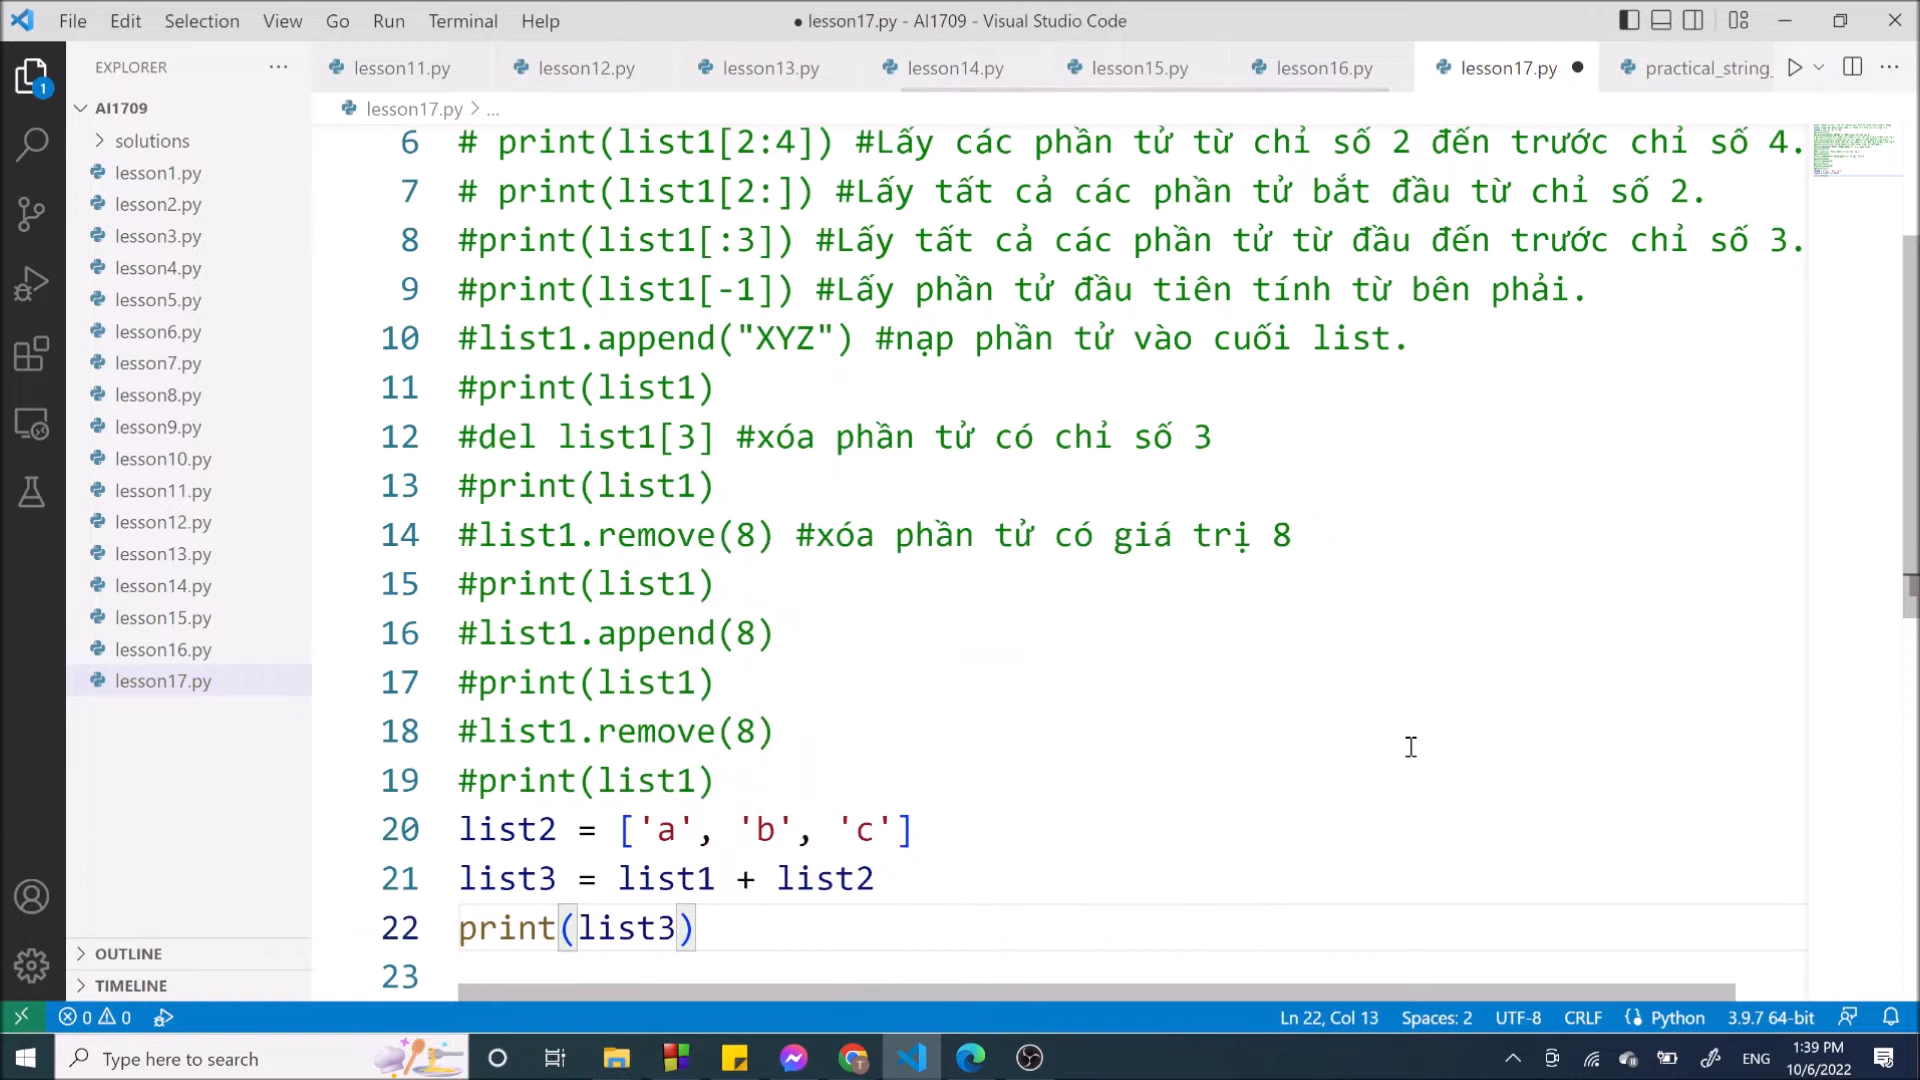 File Edit Selection View Go Run Terminal Help
● lesson17.py - AI1709 - Visual Studio Code
EXPLORER ...
lesson11.py lesson12.py lesson13.py lesson14.py lesson15.py lesson16.py lesson17.py ● practical_string_
lesson17.py > ...
AI1709
solutions
lesson1.py
lesson2.py
lesson3.py
lesson4.py
lesson5.py
lesson6.py
lesson7.py
lesson8.py
lesson9.py
lesson10.py
lesson11.py
lesson12.py
lesson13.py
lesson14.py
lesson15.py
lesson16.py
lesson17.py
OUTLINE
TIMELINE
1
6 # print(list1[2:4]) #Lấy các phần tử từ chỉ số 2 đến trước chỉ số 4.
7 # print(list1[2:]) #Lấy tất cả các phần tử bắt đầu từ chỉ số 2.
8 #print(list1[:3]) #Lấy tất cả các phần tử từ đầu đến trước chỉ số 3.
9 #print(list1[-1]) #Lấy phần tử đầu tiên tính từ bên phải.
10 #list1.append("XYZ") #nạp phần tử vào cuối list.
11 #print(list1)
12 #del list1[3] #xóa phần tử có chỉ số 3
13 #print(list1)
14 #list1.remove(8) #xóa phần tử có giá trị 8
15 #print(list1)
16 #list1.append(8)
17 #print(list1)
18 #list1.remove(8)
19 #print(list1)
20 list2 = ['a', 'b', 'c']
21 list3 = list1 + list2
22 print(list3)
23
0 0 Ln 22, Col 13 Spaces: 2 UTF-8 CRLF Python 3.9.7 64-bit
Type here to search
ENG
1:39 PM
10/6/2022